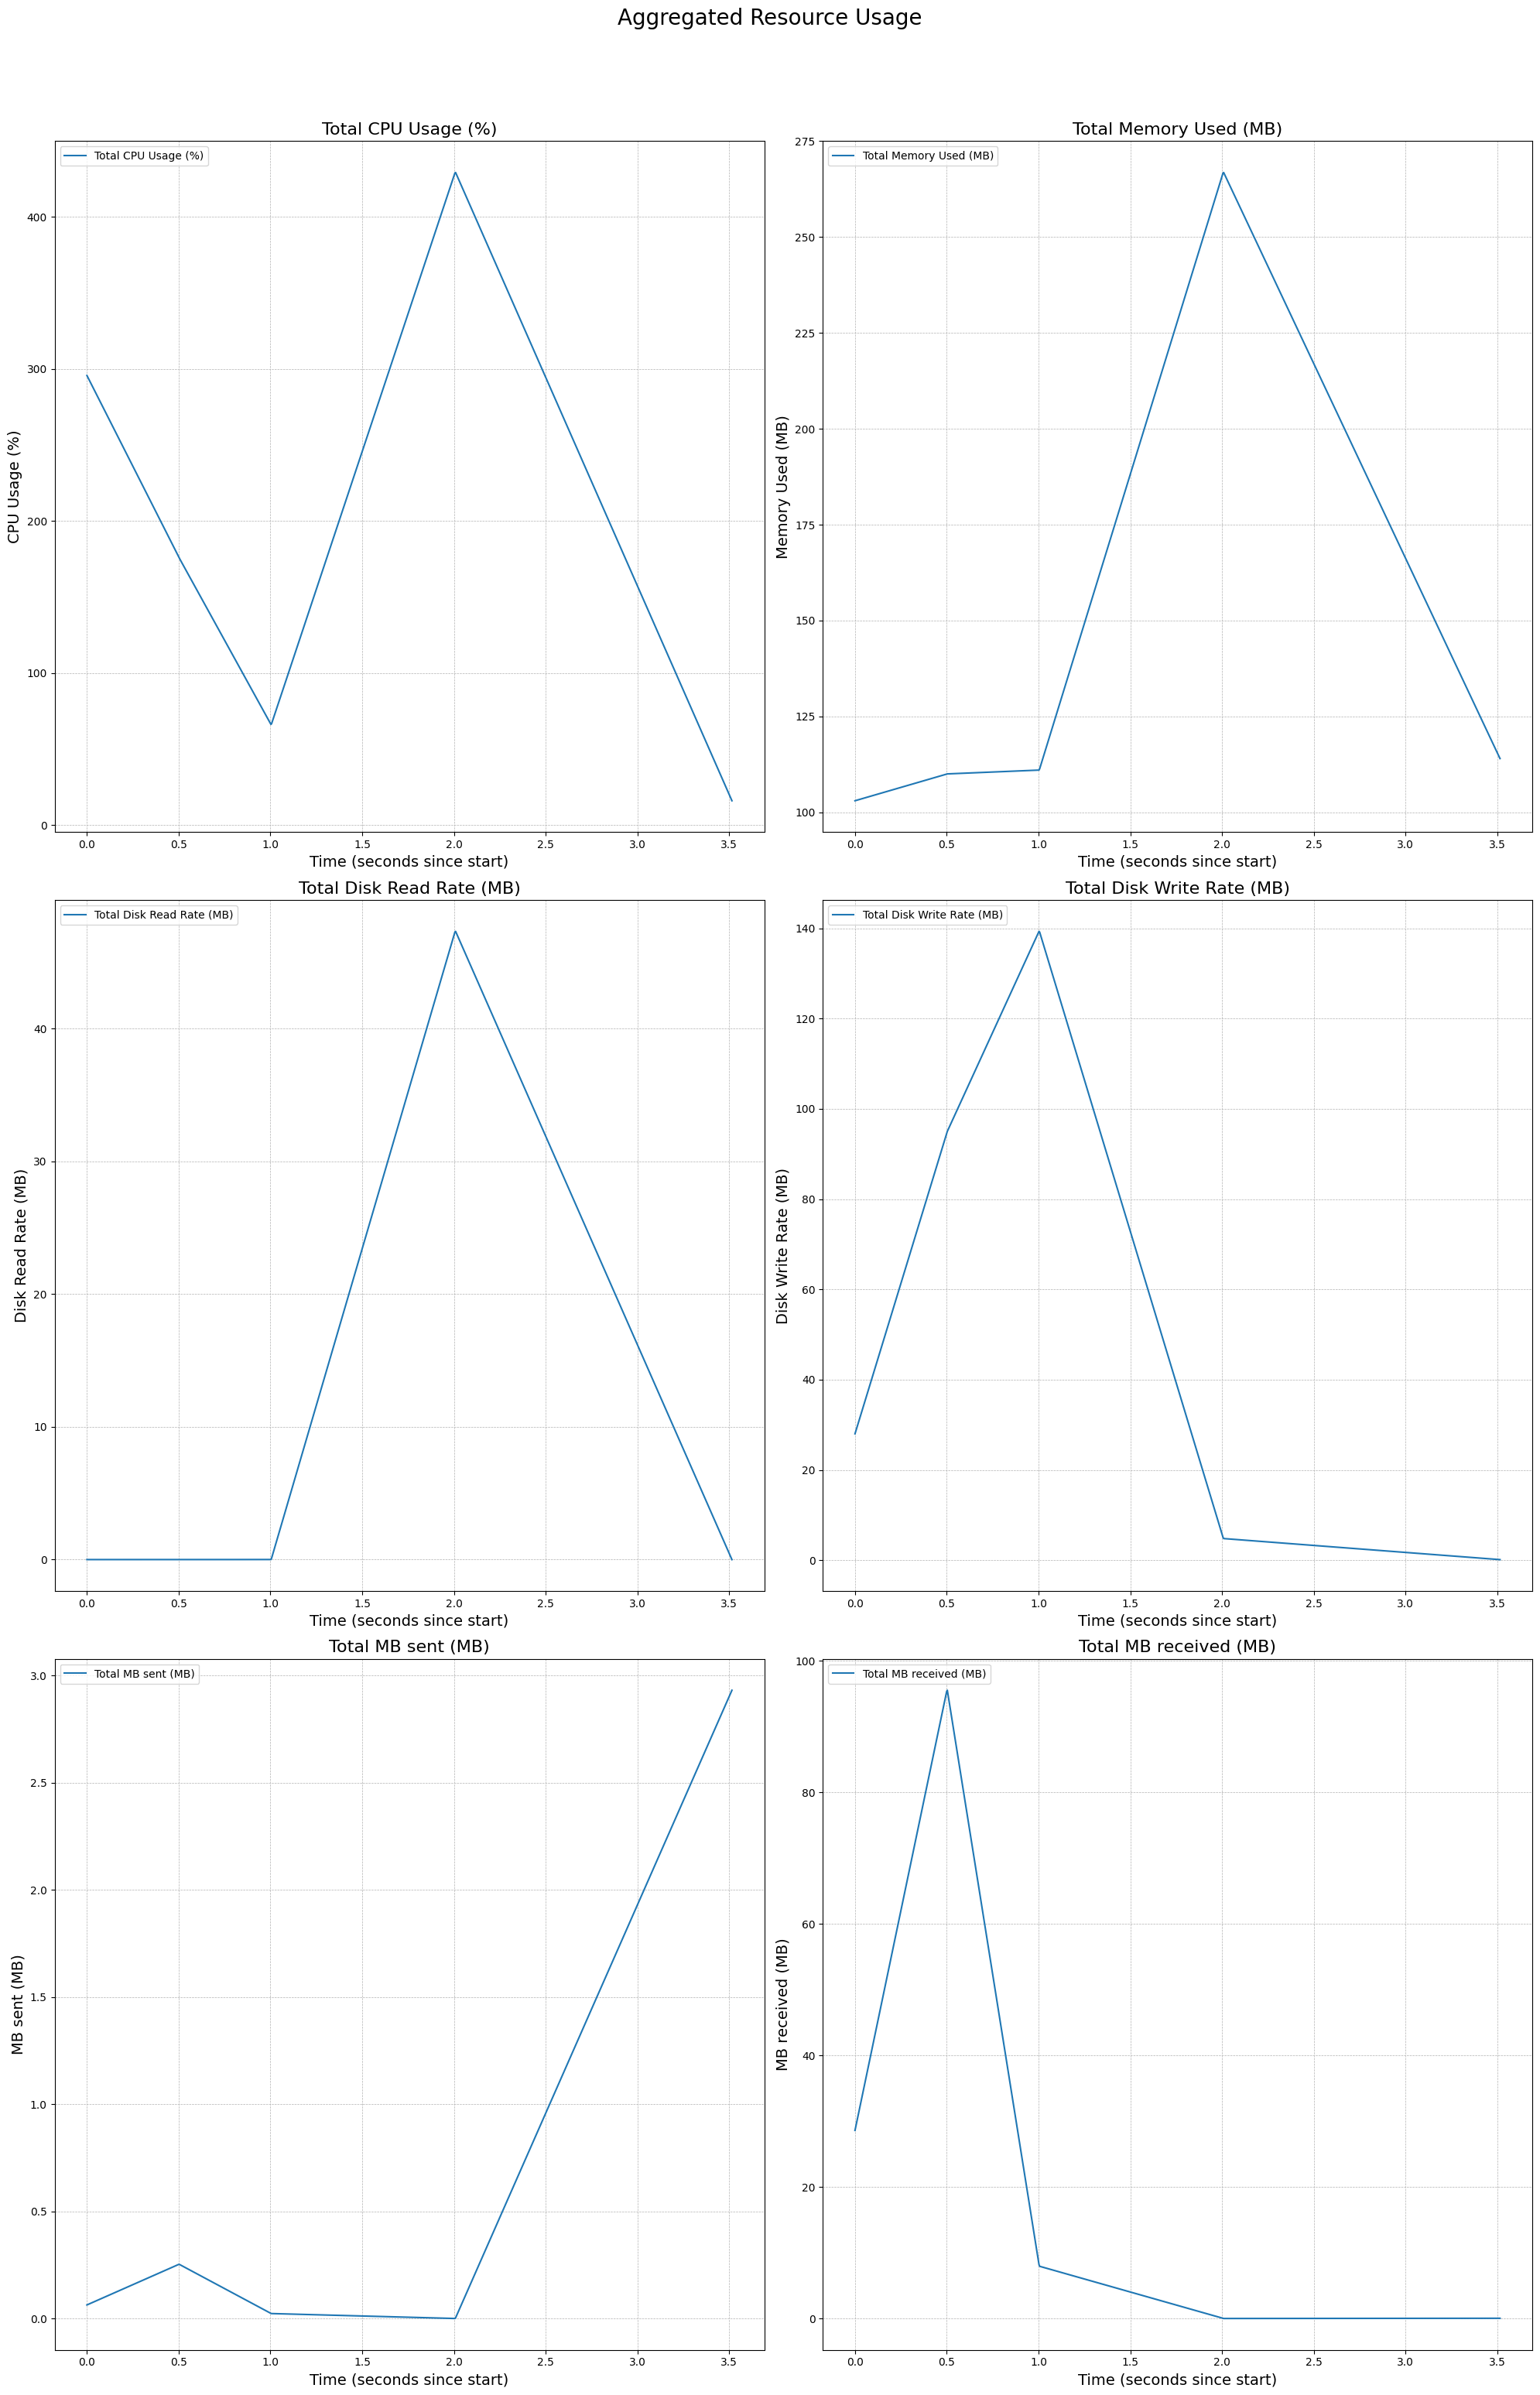 Aggregated Resource Usage
Total CPU Usage (%)
Total CPU Usage (%)
CPU Usage (%)
400
300
200
100
0
0.0 0.5 1.0 1.5 2.0 2.5 3.0 3.5
Time (seconds since start)
Total Memory Used (MB)
Total Memory Used (MB)
Memory Used (MB)
275
250
225
200
175
150
125
100
0.0 0.5 1.0 1.5 2.0 2.5 3.0 3.5
Time (seconds since start)
Total Disk Read Rate (MB)
Total Disk Read Rate (MB)
Disk Read Rate (MB)
40
30
20
10
0
0.0 0.5 1.0 1.5 2.0 2.5 3.0 3.5
Time (seconds since start)
Total Disk Write Rate (MB)
Total Disk Write Rate (MB)
Disk Write Rate (MB)
140
120
100
80
60
40
20
0
0.0 0.5 1.0 1.5 2.0 2.5 3.0 3.5
Time (seconds since start)
Total MB sent (MB)
Total MB sent (MB)
MB sent (MB)
3.0
2.5
2.0
1.5
1.0
0.5
0.0
0.0 0.5 1.0 1.5 2.0 2.5 3.0 3.5
Time (seconds since start)
Total MB received (MB)
Total MB received (MB)
MB received (MB)
100
80
60
40
20
0
0.0 0.5 1.0 1.5 2.0 2.5 3.0 3.5
Time (seconds since start)